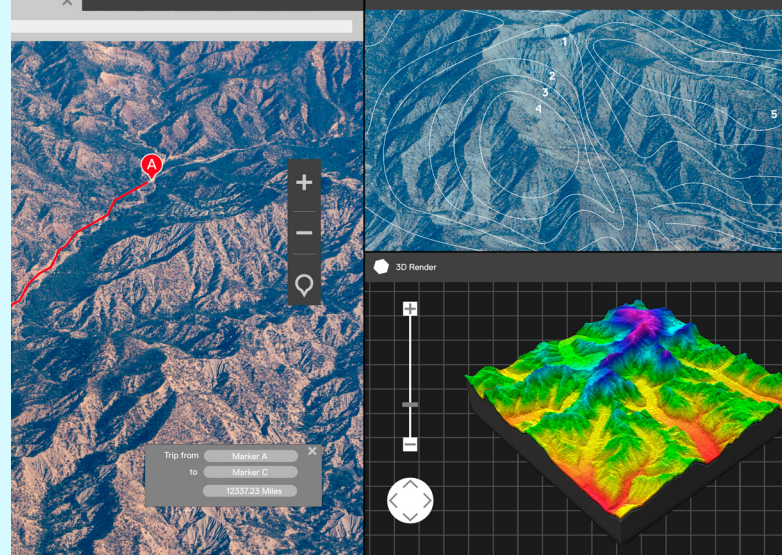 A
Trip from Marker A
to Marker C
12337.23 Miles
1
2
3
4
5
3D Render